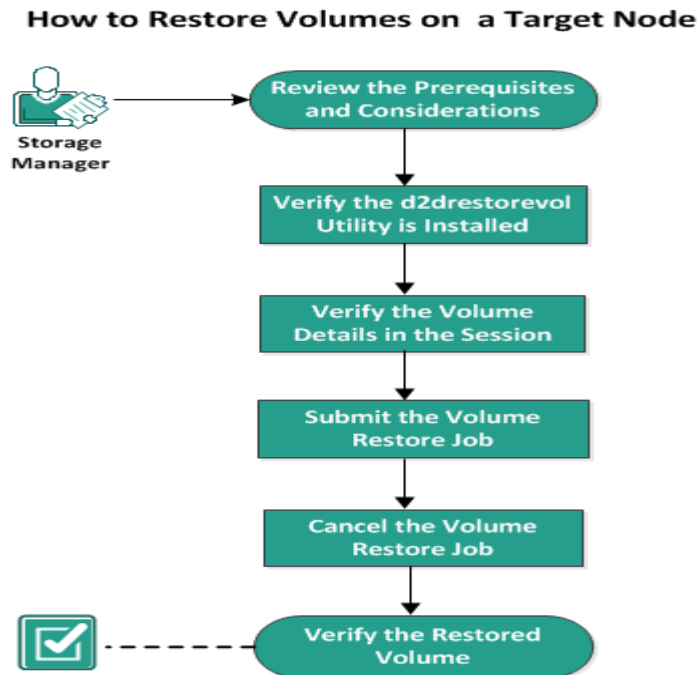 How to Restore Volumes on a Target Node
Review the Prerequisites
and Considerations
Storage
Manager
Verify the d2drestorevol
Utility is Installed
Verify the Volume
Details in the Session
Submit the Volume
Restore Job
Cancel the Volume
Restore Job
Verify the Restored
Volume